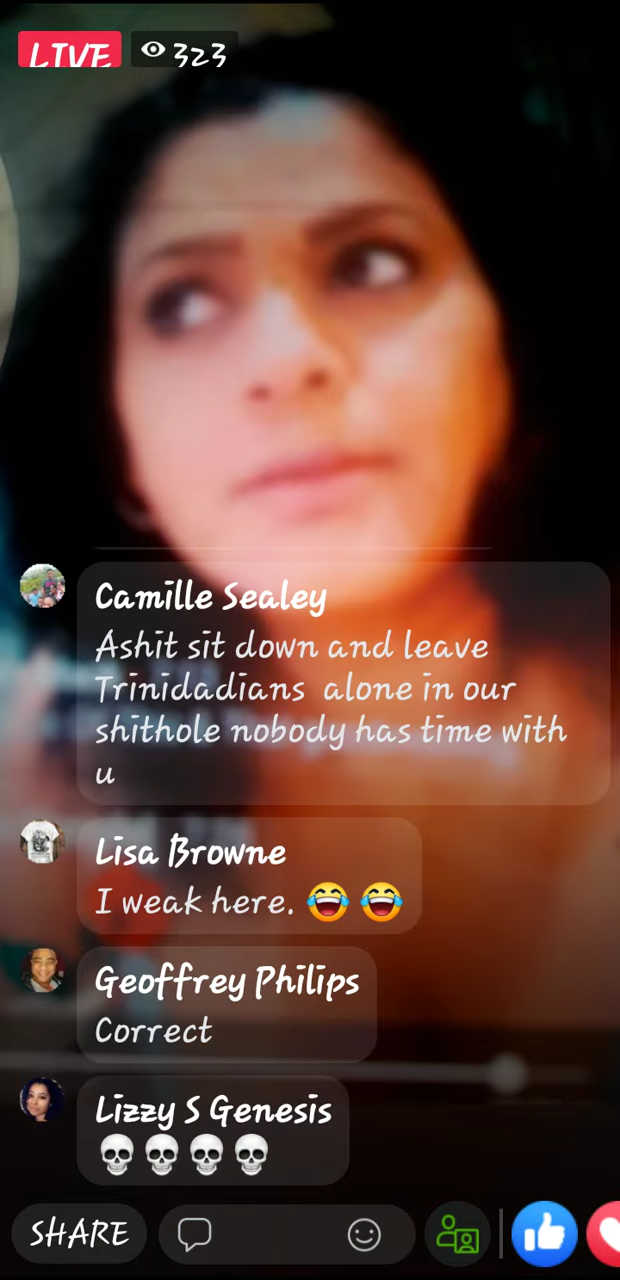 LIVE 323
Camille Sealey
Ashit sit down and leave
Trinidadians alone in our
shithole nobody has time with
u
Lisa Browne
I weak here. 😂 😂
Geoffrey Philips
Correct
Lizzy S Genesis
💀💀💀💀
SHARE